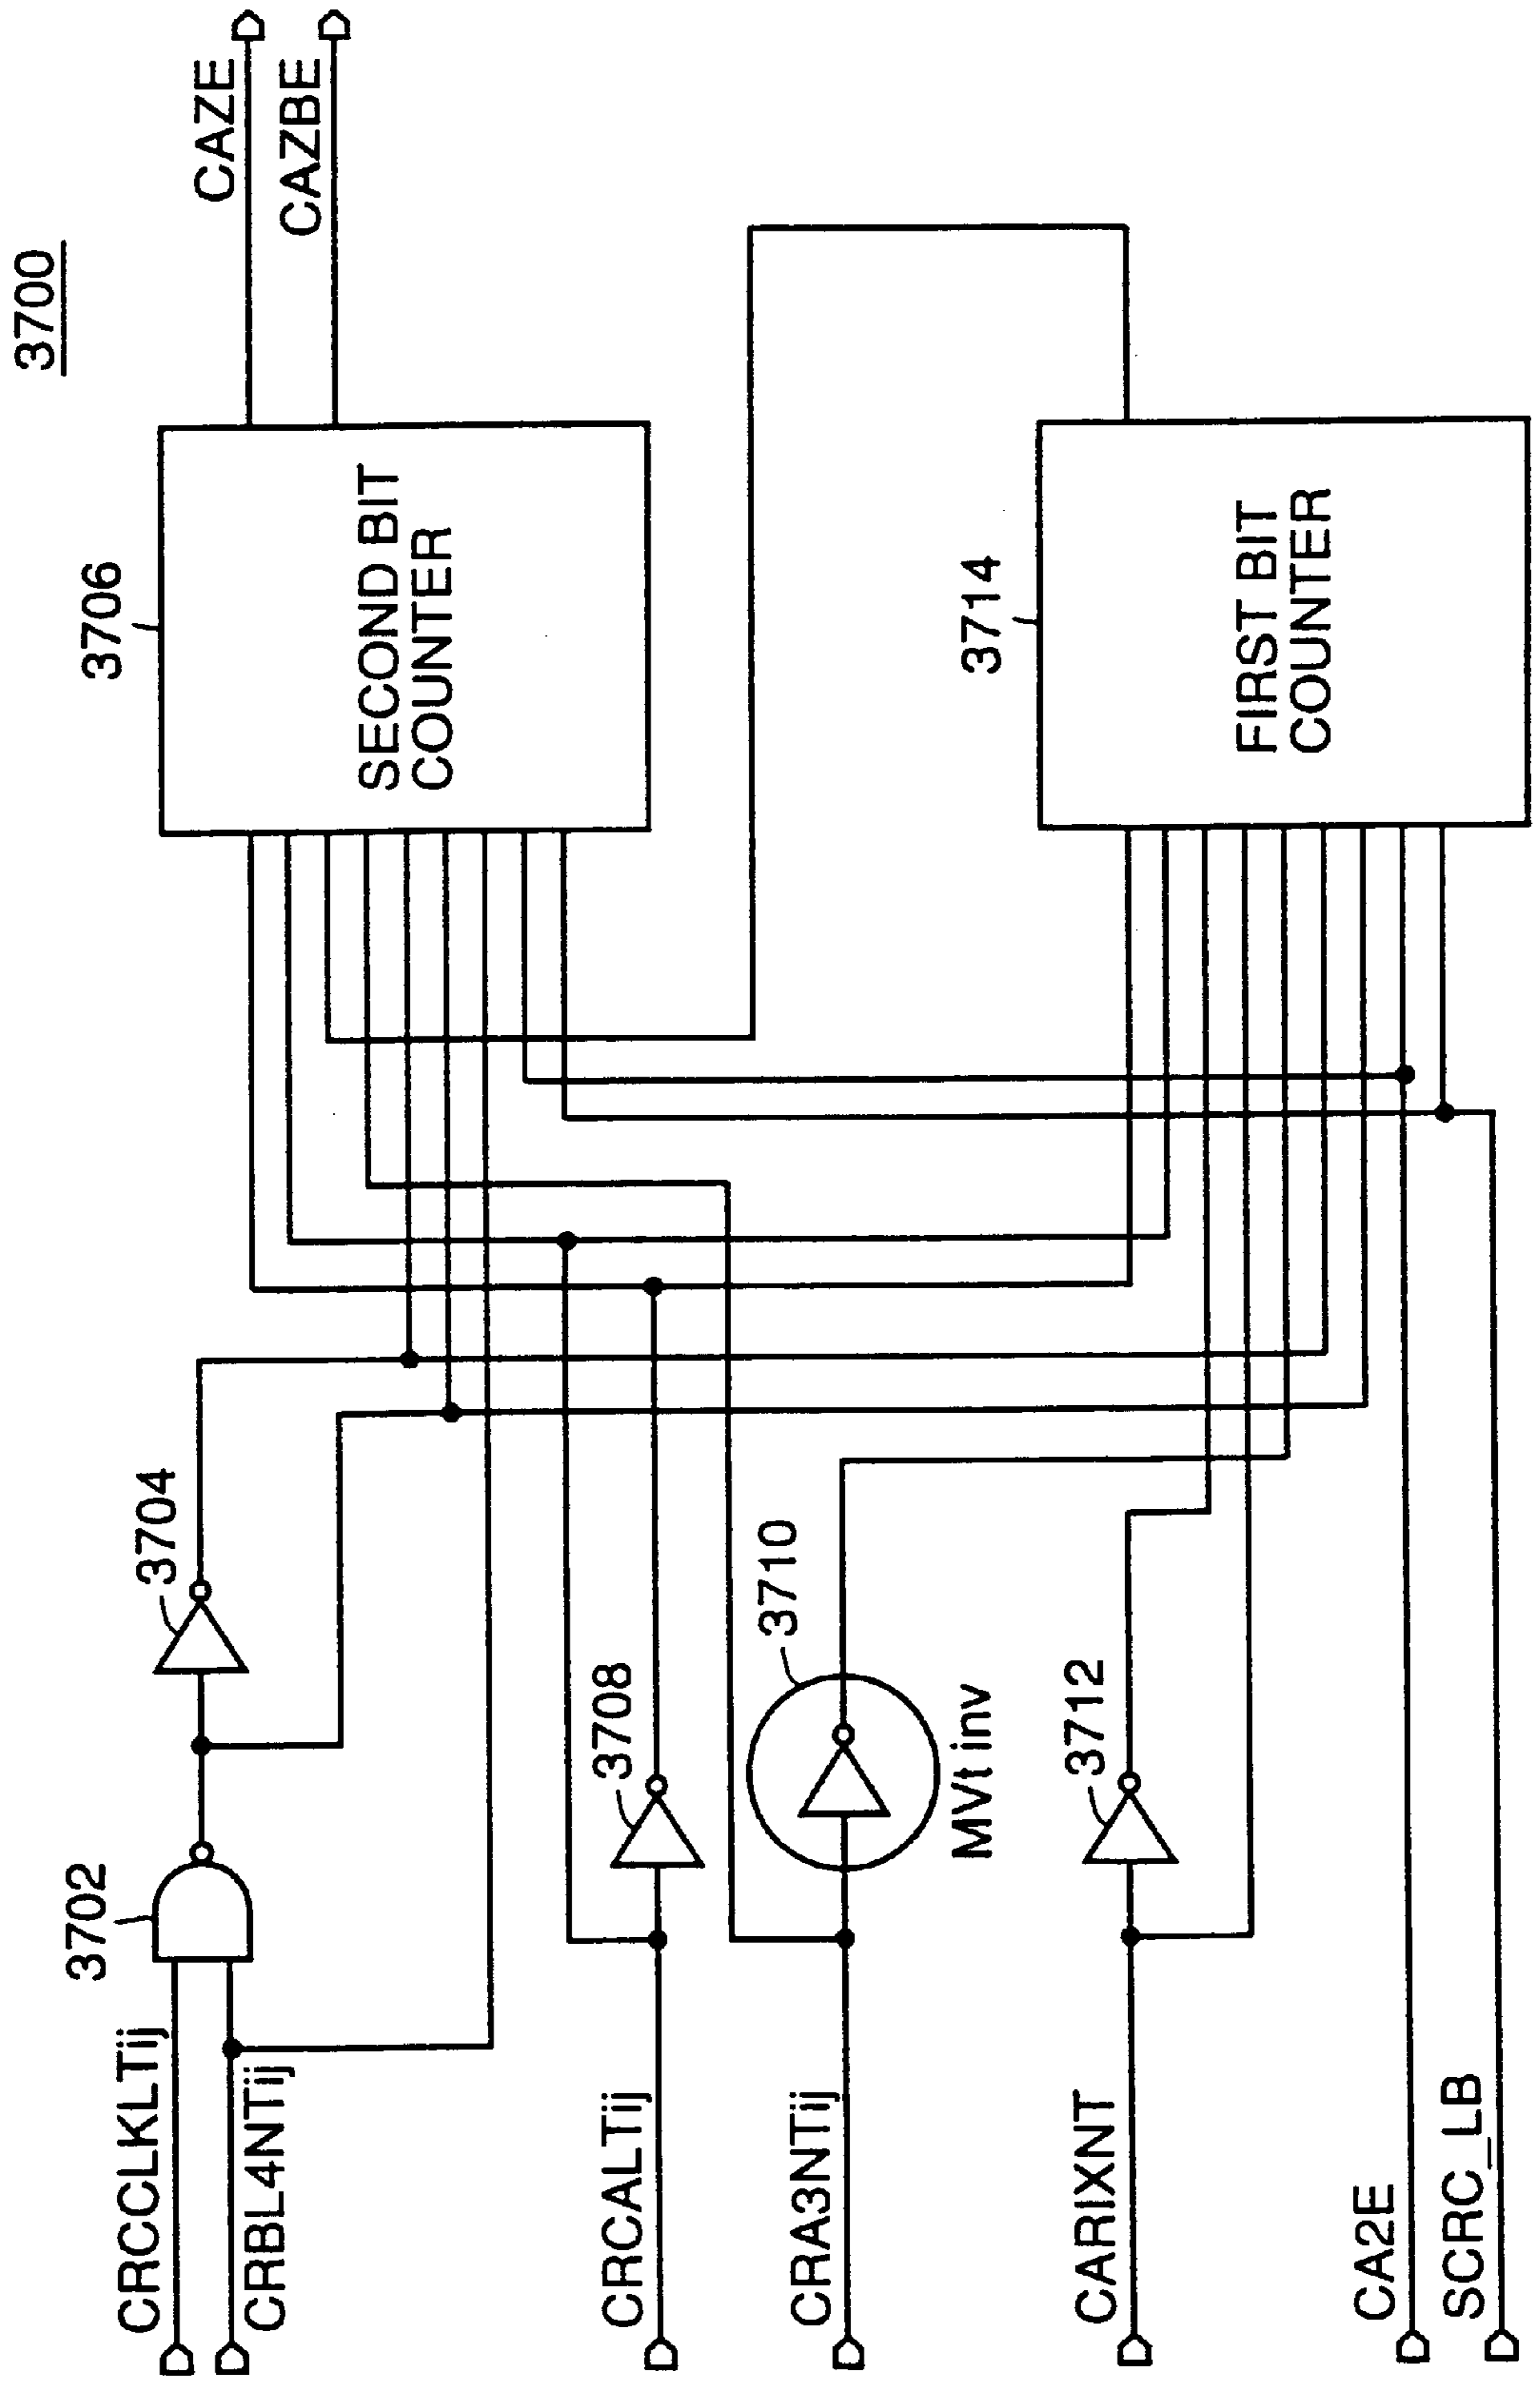 3700
CAZE
CAZBE
3706
SECOND BIT
COUNTER
3714
FIRST BIT
COUNTER
3704
3702
3708
3710
MVt inv
3712
CRCCLKLTij
CRBL4NTij
CRCALTij
CRA3NTij
CARIXNT
CA2E
SCRC_LB